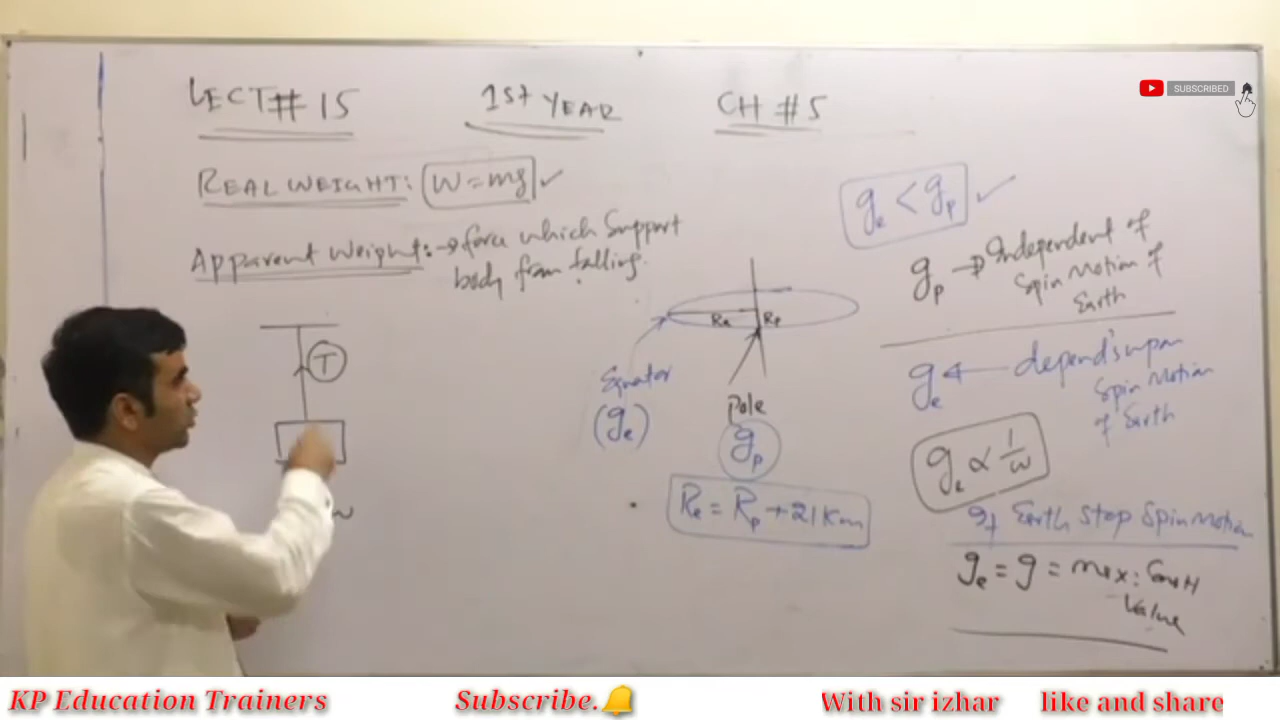 LECT# 15 1st YEAR CH # 5
SUBSCRIBED
REAL WEIGHT: W = mg
Apparent Weight: → force which Support
body from falling.
T
ge < gp
gp → Independent of
Spin Motion of
Earth
Re Rp
Equator
(ge)
Pole
gp
Re = Rp + 21 Km
ge ← depend's upon
Spin Motion
of Earth
ge ∝ 1/ω
If Earth stop Spin Motion
ge = g = max:
Value
KP Education Trainers Subscribe. With sir izhar like and share